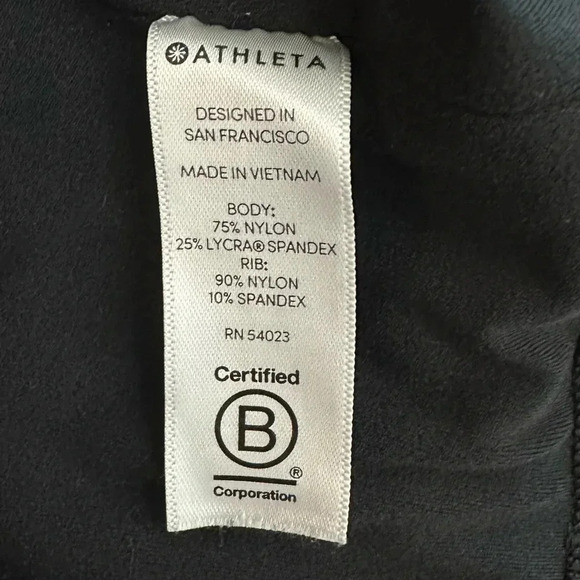 ATHLETA
DESIGNED IN
SAN FRANCISCO
MADE IN VIETNAM
BODY:
75% NYLON
25% LYCRA® SPANDEX
RIB:
90% NYLON
10% SPANDEX
RN 54023
Certified
B
®
Corporation